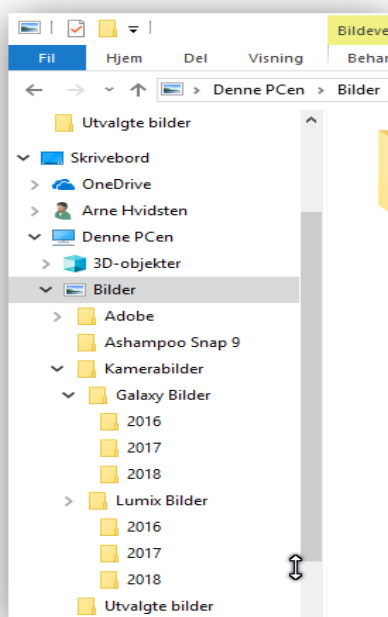 Bildeve
Fil Hjem Del Visning Behar
Denne PCen Bilder
Utvalgte bilder
Skrivebord
OneDrive
Arne Hvidsten
Denne PCen
3D-objekter
Bilder
Adobe
Ashampoo Snap 9
Kamerabilder
Galaxy Bilder
2016
2017
2018
Lumix Bilder
2016
2017
2018
Utvalgte bilder